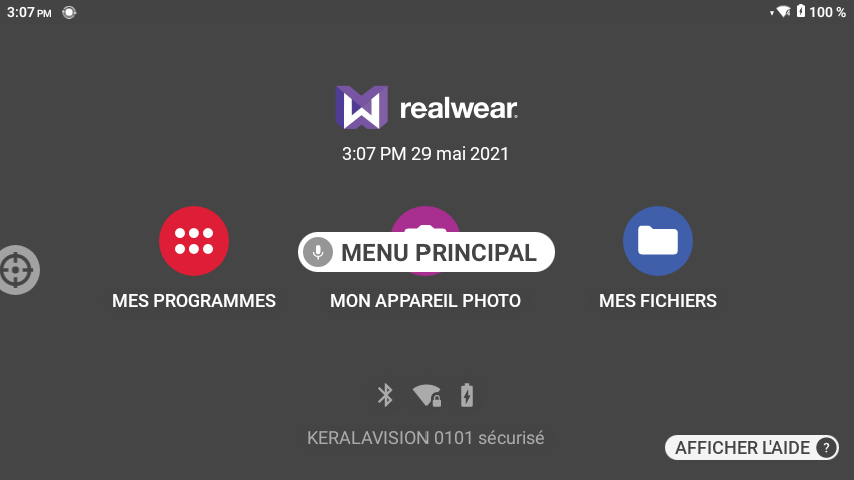 3:07 PM
100 %
realwear
3:07 PM 29 mai 2021
MENU PRINCIPAL
MES PROGRAMMES
MON APPAREIL PHOTO
MES FICHIERS
KERALAVISION 0101 sécurisé
AFFICHER L'AIDE ?